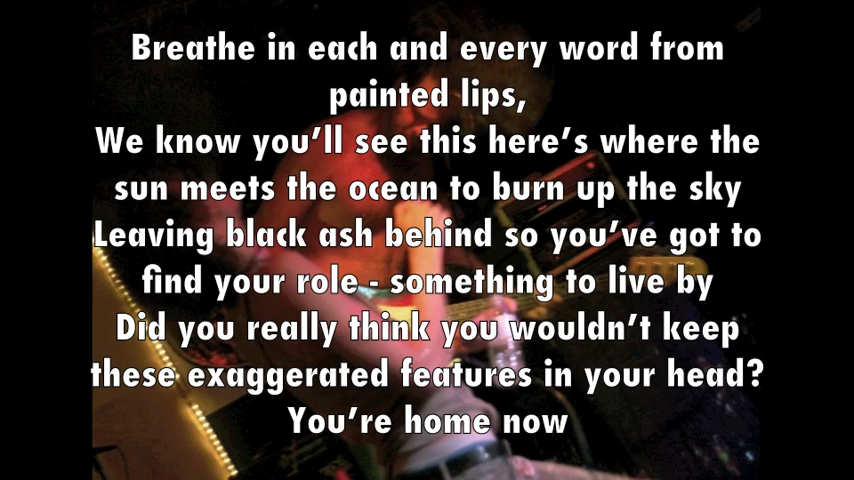 Breathe in each and every word from
painted lips,
We know you’ll see this here’s where the
sun meets the ocean to burn up the sky
Leaving black ash behind so you’ve got to
find your role - something to live by
Did you really think you wouldn’t keep
these exaggerated features in your head?
You’re home now